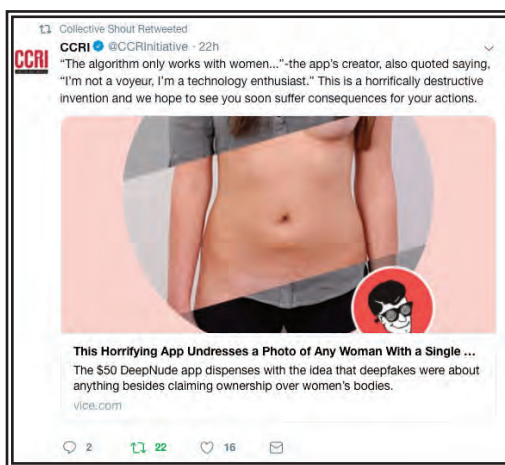 Collective Shout Retweeted
CCRI @CCRInitiative · 22h
CCRI
“The algorithm only works with women...”-the app's creator, also quoted saying,
“I'm not a voyeur, I'm a technology enthusiast.” This is a horrifically destructive
invention and we hope to see you soon suffer consequences for your actions.
This Horrifying App Undresses a Photo of Any Woman With a Single ...
The $50 DeepNude app dispenses with the idea that deepfakes were about
anything besides claiming ownership over women's bodies.
vice.com
2 22 16